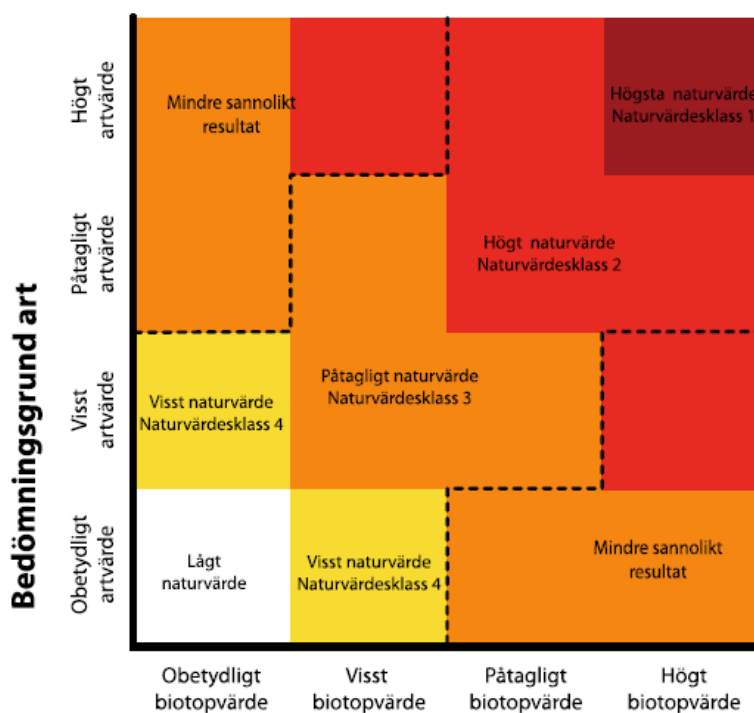 Bedömningsgrund art
Högt
artvärde
Påtagligt
artvärde
Visst
artvärde
Obetydligt
artvärde
Mindre sannolikt
resultat
Högsta naturvärde
Naturvärdesklass 1
Högt naturvärde
Naturvärdesklass 2
Påtagligt naturvärde
Naturvärdesklass 3
Visst naturvärde
Naturvärdesklass 4
Lågt
naturvärde
Visst naturvärde
Naturvärdesklass 4
Mindre sannolikt
resultat
Obetydligt
biotopvärde
Visst
biotopvärde
Påtagligt
biotopvärde
Högt
biotopvärde